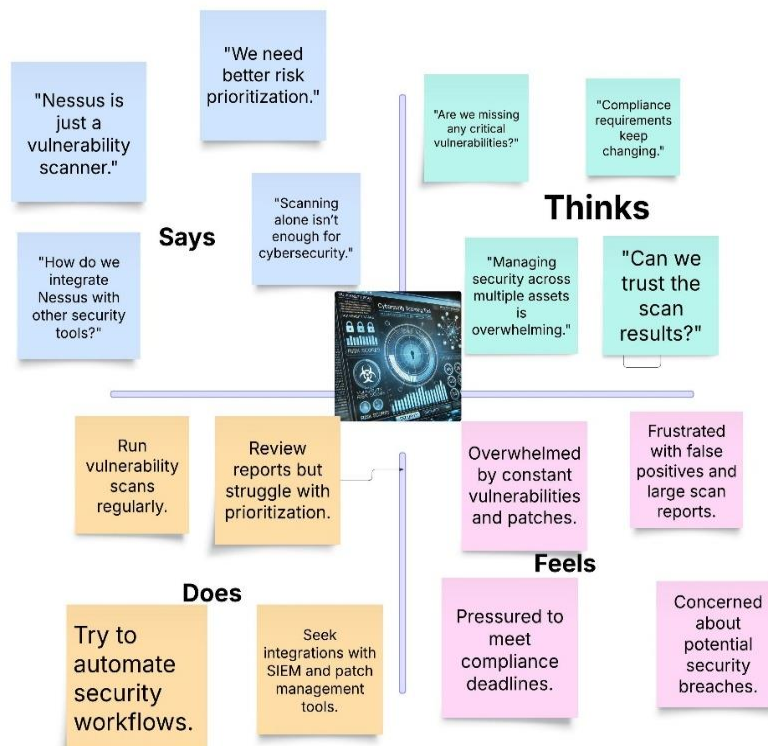 "Nessus is
just a
vulnerability
scanner."
"We need
better risk
prioritization."
"Scanning
alone isn't
enough for
cybersecurity."
Says
"How do we
integrate
Nessus with
other security
tools?"
"Are we missing
any critical
vulnerabilities?"
"Compliance
requirements
keep
changing."
Thinks
"Managing
security across
multiple assets
is
overwhelming."
"Can we
trust the
scan
results?"
Run
vulnerability
scans
regularly.
Review
reports but
struggle with
prioritization.
Does
Try to
automate
security
workflows.
Seek
integrations with
SIEM and patch
management
tools.
Overwhelmed
by constant
vulnerabilities
and patches.
Frustrated
with false
positives and
large scan
reports.
Feels
Pressured to
meet
compliance
deadlines.
Concerned
about
potential
security
breaches.